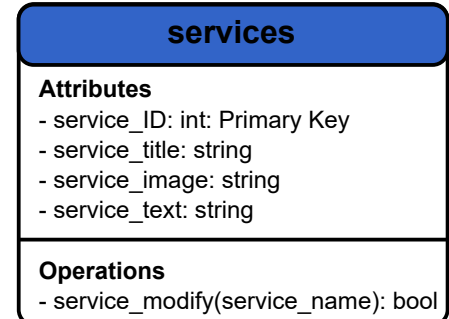 services
Attributes
- service_ID: int: Primary Key
- service_title: string
- service_image: string
- service_text: string
Operations
- service_modify(service_name): bool